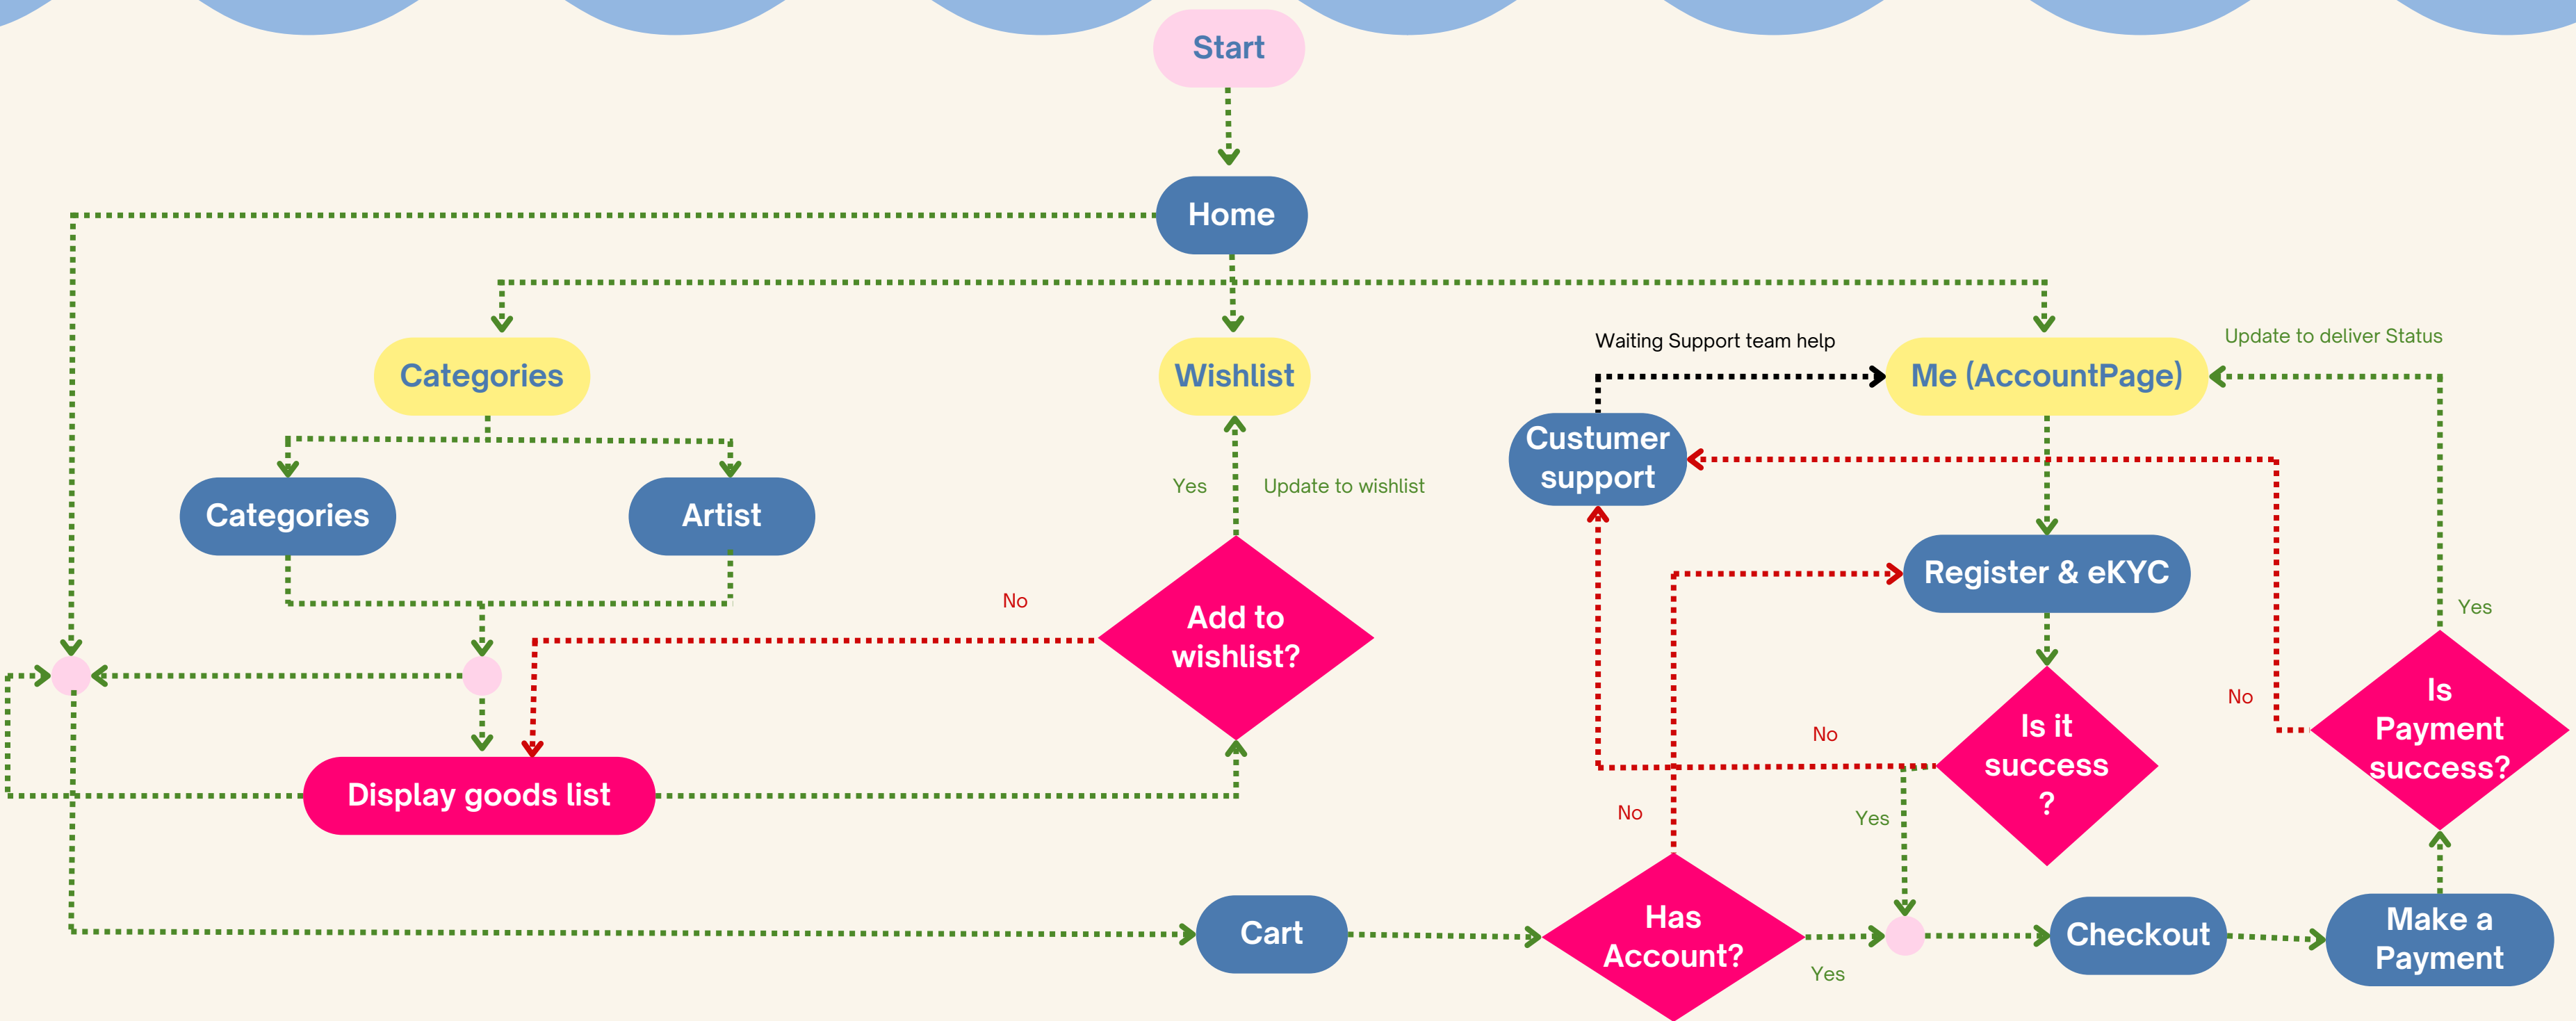 Start
Home
Categories
Wishlist
Waiting Support team help
Me (AccountPage)
Update to deliver Status
Custumer
support
Categories
Artist
Yes
Update to wishlist
Register & eKYC
No
Add to
wishlist?
Yes
No
Is
Payment
success?
No
Is it
success
?
Display goods list
No
Yes
Cart
Has
Account?
Yes
Checkout
Make a
Payment